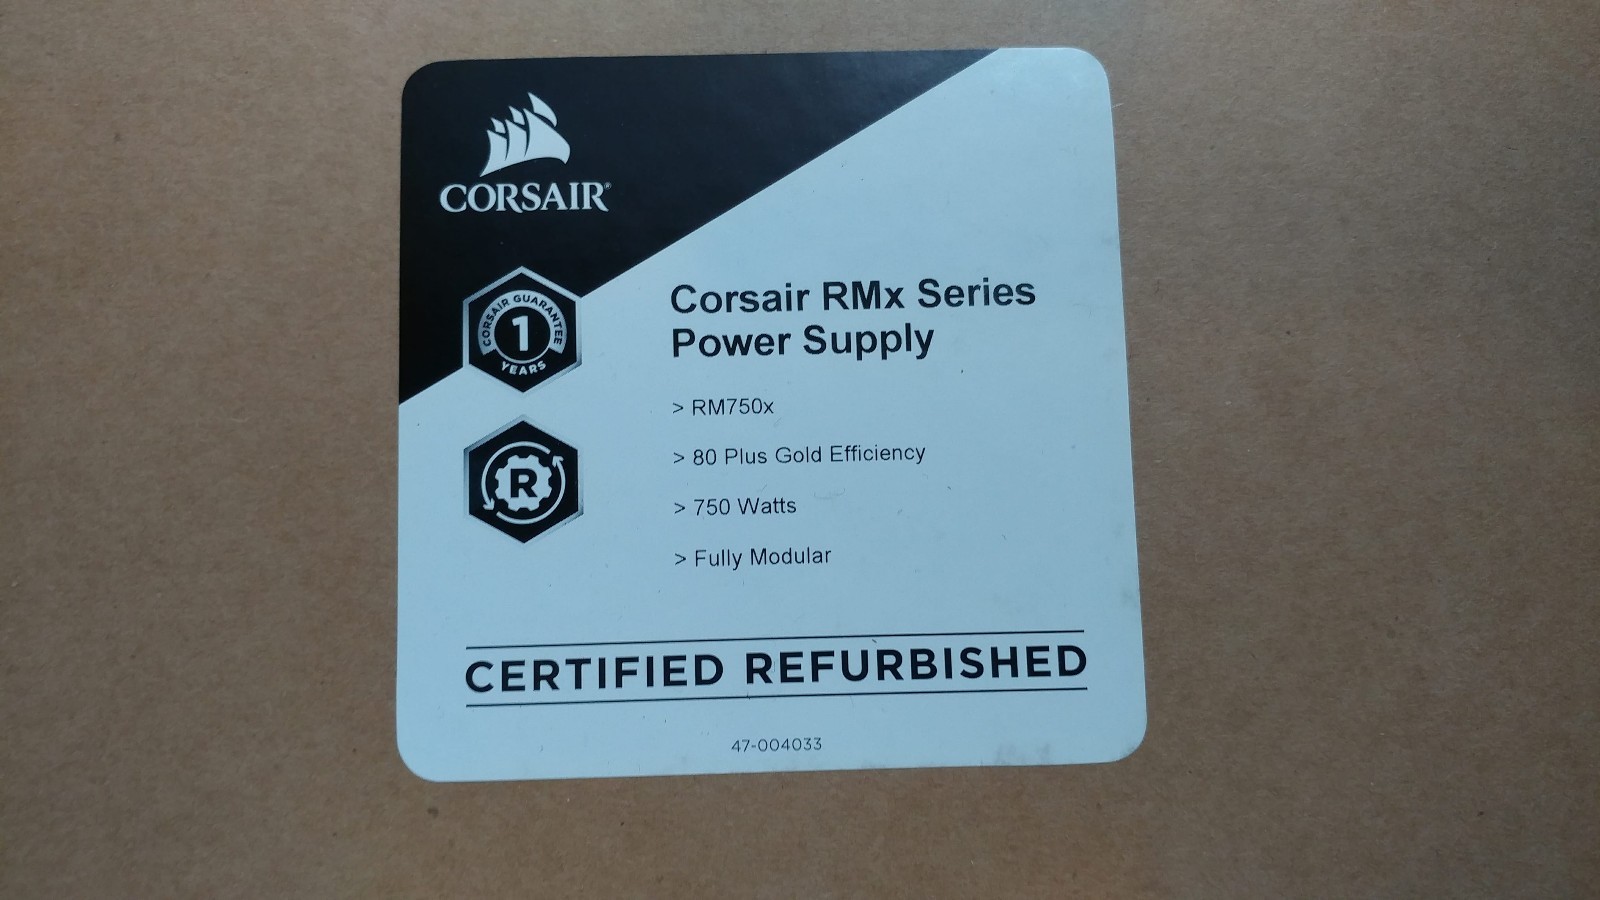 CORSAIR®
CORSAIR GUARANTEE
1
YEARS
R
Corsair RMx Series
Power Supply
> RM750x
> 80 Plus Gold Efficiency
> 750 Watts
> Fully Modular
CERTIFIED REFURBISHED
47-004033